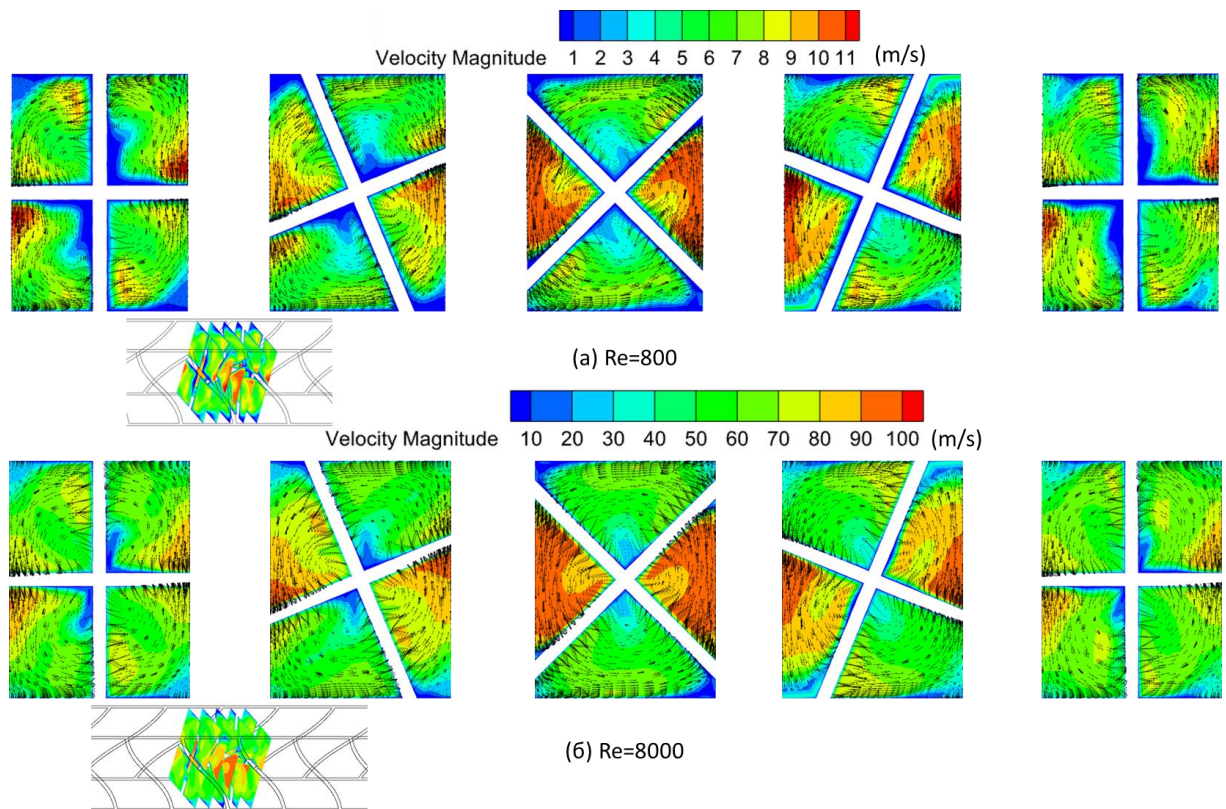 Velocity Magnitude 1 2 3 4 5 6 7 8 9 10 11 (m/s)
(а) Re=800
Velocity Magnitude 10 20 30 40 50 60 70 80 90 100 (m/s)
(б) Re=8000